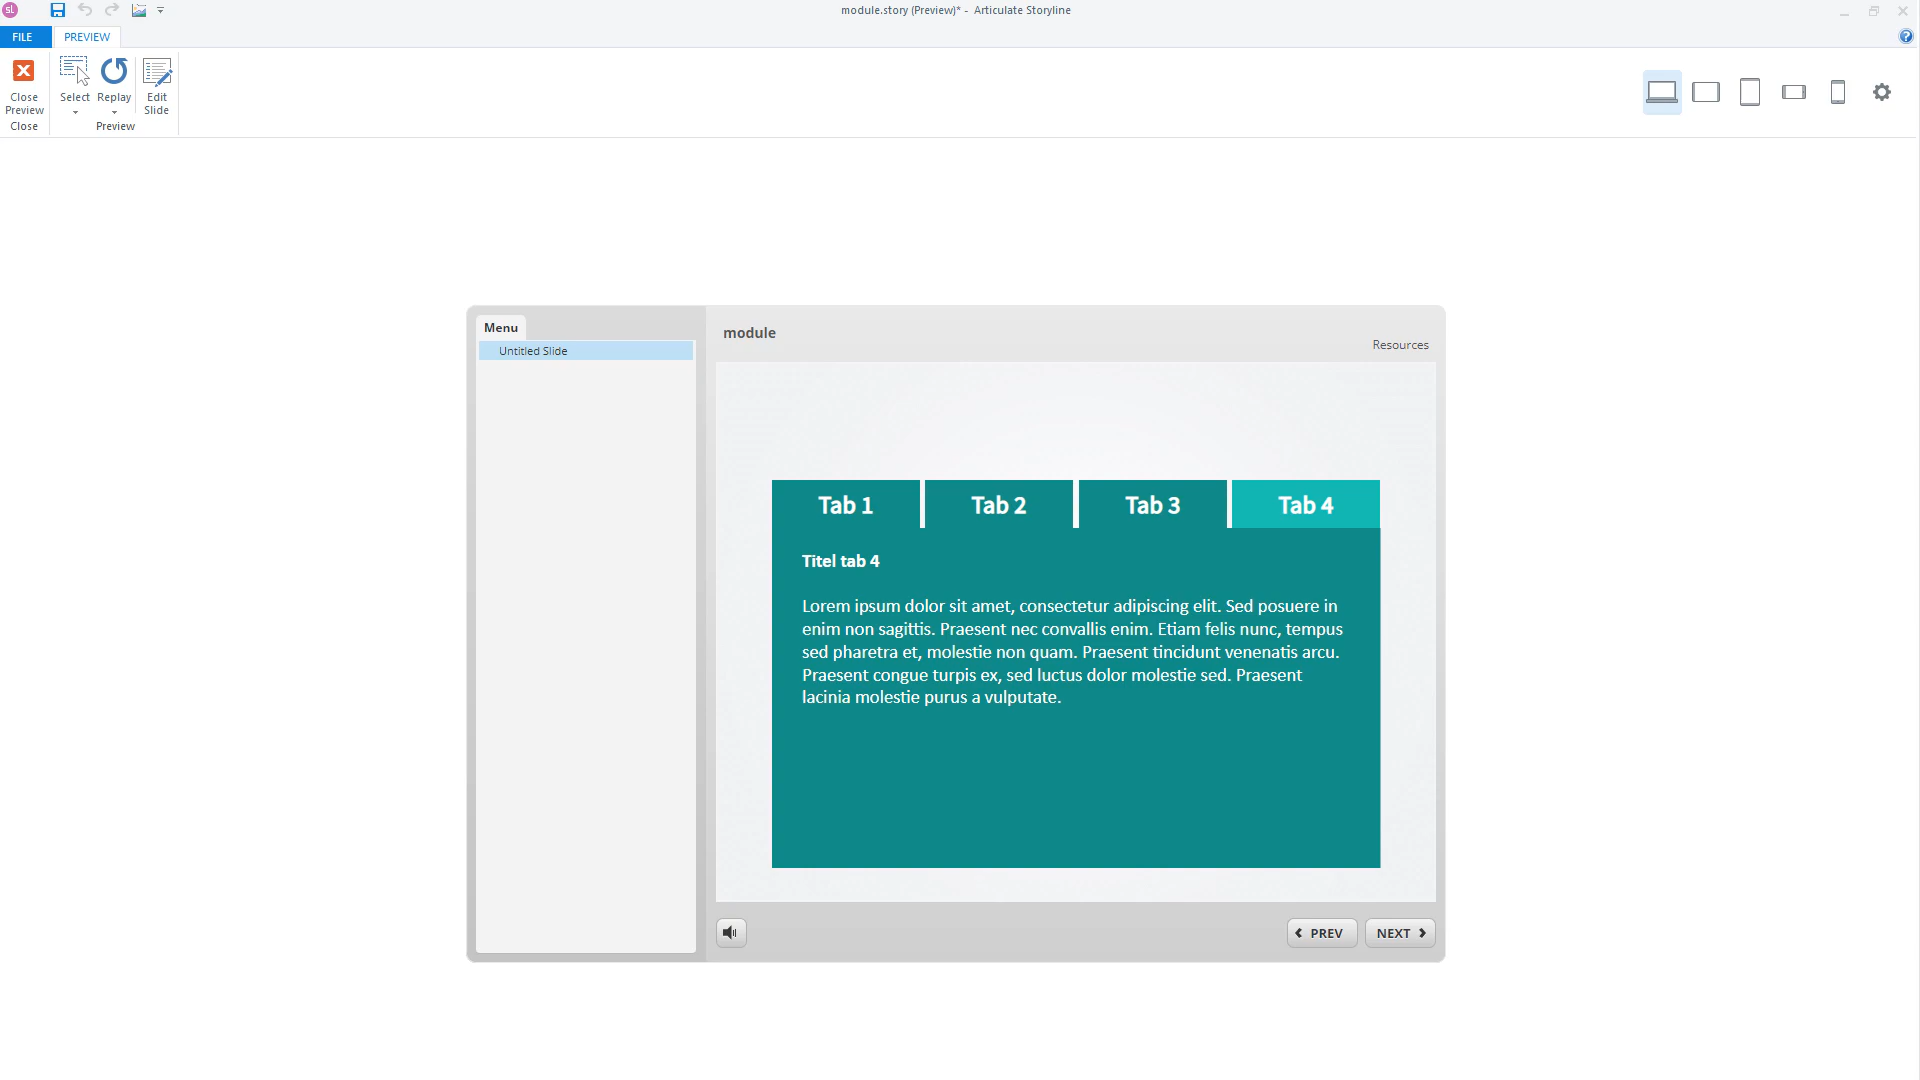 sL
module.story (Preview)* - Articulate Storyline
FILE
PREVIEW
?
Close Preview
Select
Replay
Edit Slide
Close
Preview
Menu
Untitled Slide
module
Resources
Tab 1
Tab 2
Tab 3
Tab 4
Titel tab 4
Lorem ipsum dolor sit amet, consectetur adipiscing elit. Sed posuere in
enim non sagittis. Praesent nec convallis enim. Etiam felis nunc, tempus
sed pharetra et, molestie non quam. Praesent tincidunt venenatis arcu.
Praesent congue turpis ex, sed luctus dolor molestie sed. Praesent
lacinia molestie purus a vulputate.
PREV
NEXT